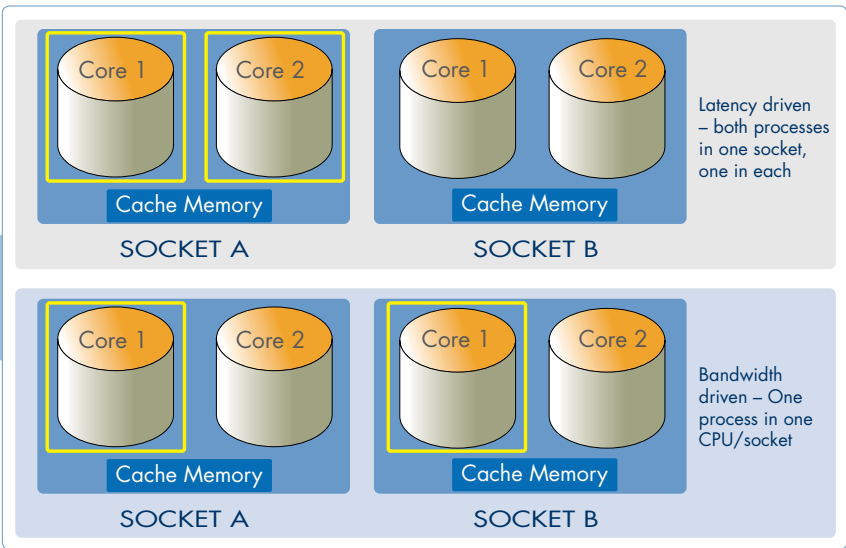 Core 1
Core 2
Core 1
Core 2
Cache Memory
Cache Memory
SOCKET A
SOCKET B
Latency driven
– both processes
in one socket,
one in each
Core 1
Core 2
Core 1
Core 2
Cache Memory
Cache Memory
SOCKET A
SOCKET B
Bandwidth
driven – One
process in one
CPU/socket